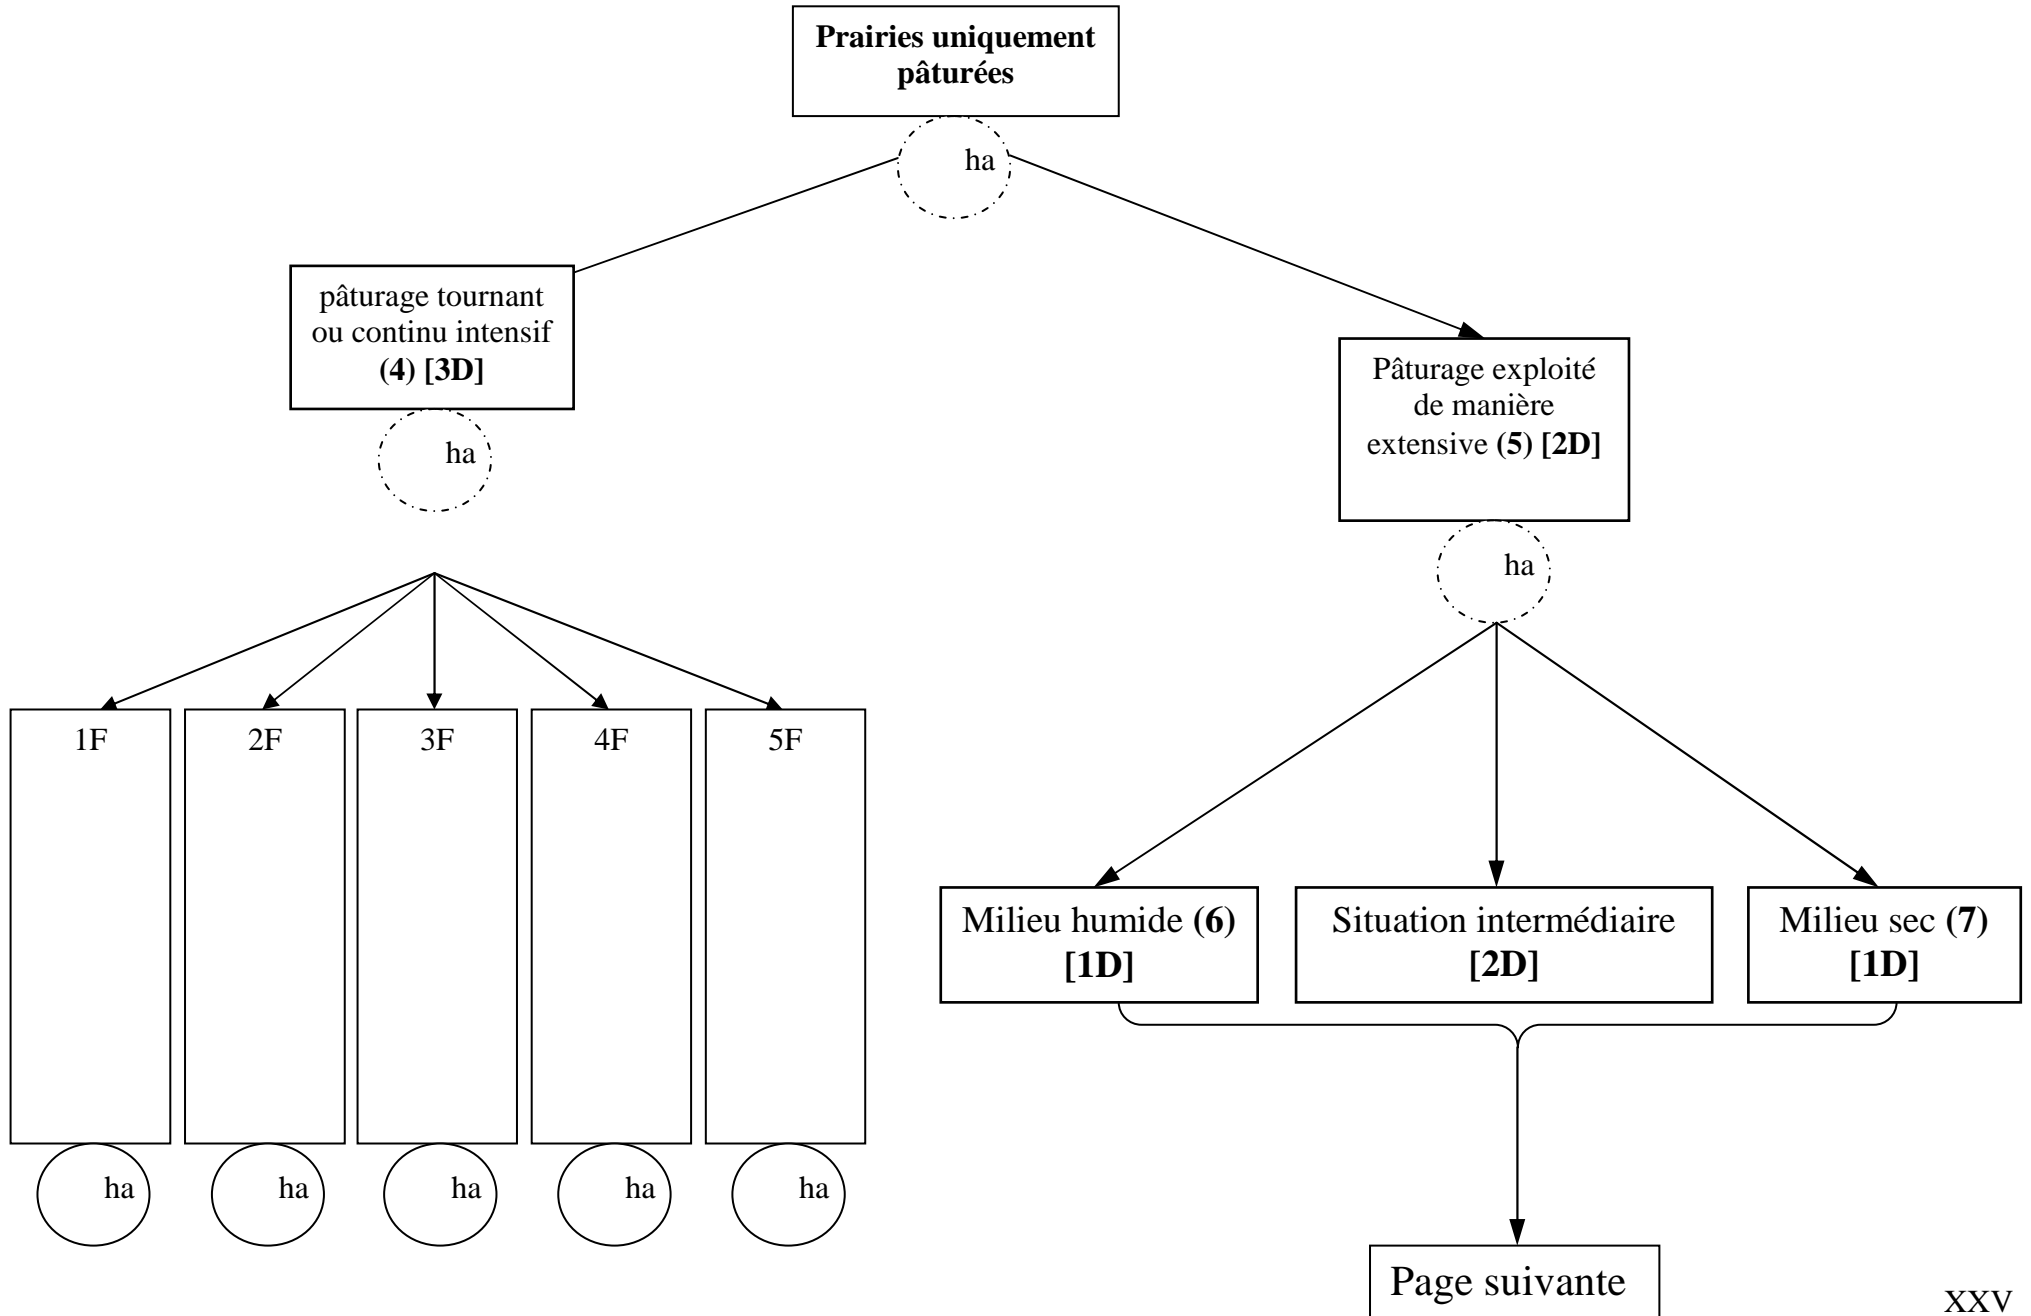 Prairies uniquement
pâturées
ha
pâturage tournant
ou continu intensif
(4) [3D]
ha
Pâturage exploité
de manière
extensive (5) [2D]
ha
1F
2F
3F
4F
5F
ha
ha
ha
ha
ha
Milieu humide (6)
[1D]
Situation intermédiaire
[2D]
Milieu sec (7)
[1D]
Page suivante
XXV